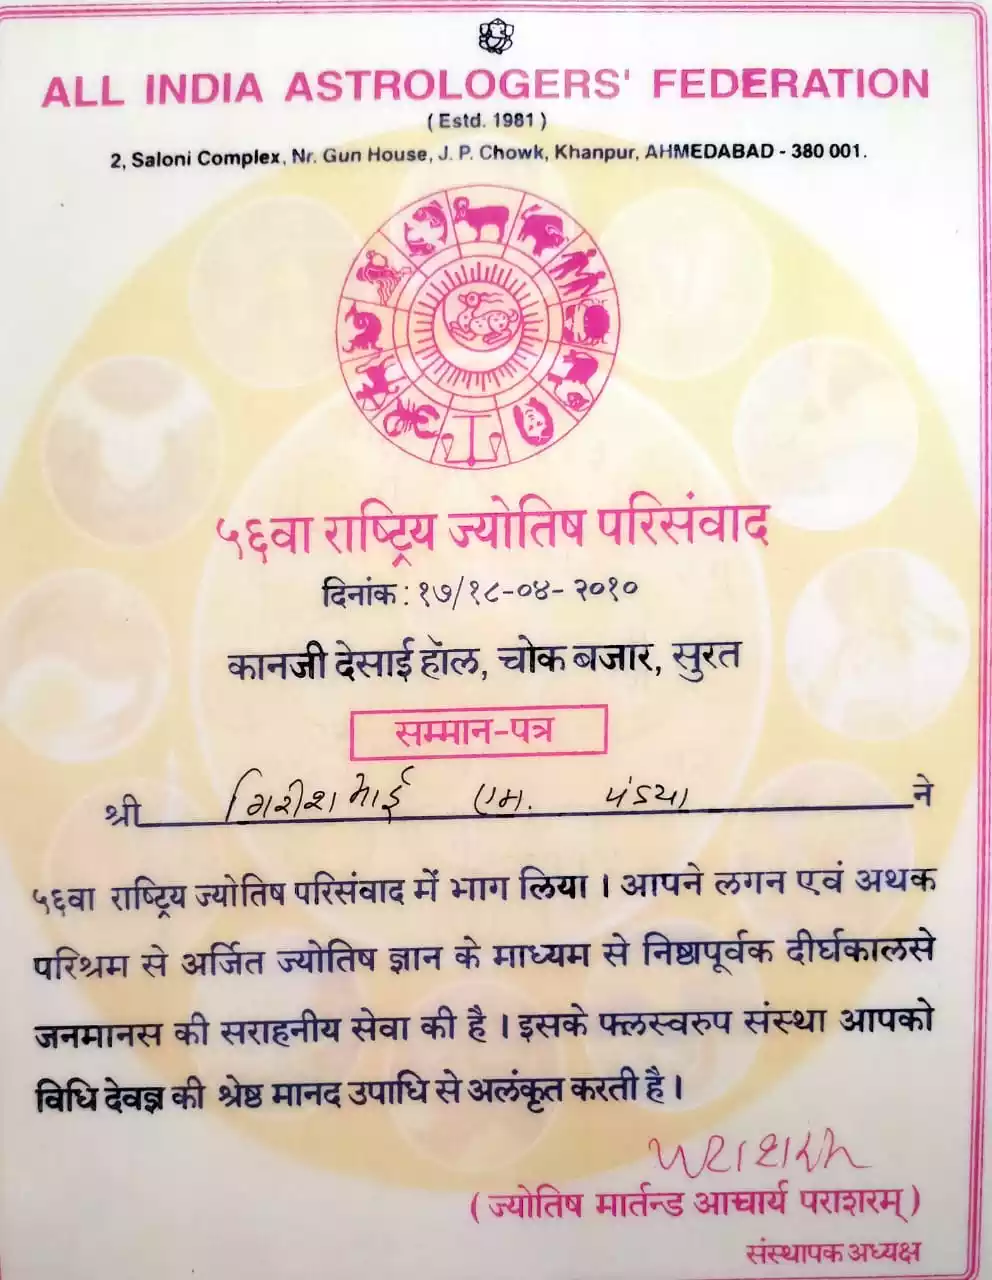 ALL INDIA ASTROLOGERS' FEDERATION
( Estd. 1981 )
2, Saloni Complex, Nr. Gun House, J. P. Chowk, Khanpur, AHMEDABAD - 380 001.
५६वा राष्ट्रिय ज्योतिष परिसंवाद
दिनांक : १७/१८-०४- २०१०
कानजी देसाई हॉल, चोक बजार, सुरत
सम्मान-पत्र
श्री गिरीशभाई एम. पंड्या ने
५६वा राष्ट्रिय ज्योतिष परिसंवाद में भाग लिया । आपने लगन एवं अथक
परिश्रम से अर्जित ज्योतिष ज्ञान के माध्यम से निष्ठापूर्वक दीर्घकालसे
जनमानस की सराहनीय सेवा की है । इसके फ्लस्वरुप संस्था आपको
विधि देवज्ञ की श्रेष्ठ मानद उपाधि से अलंकृत करती है ।
( ज्योतिष मार्तन्ड आचार्य पराशरम् )
संस्थापक अध्यक्ष